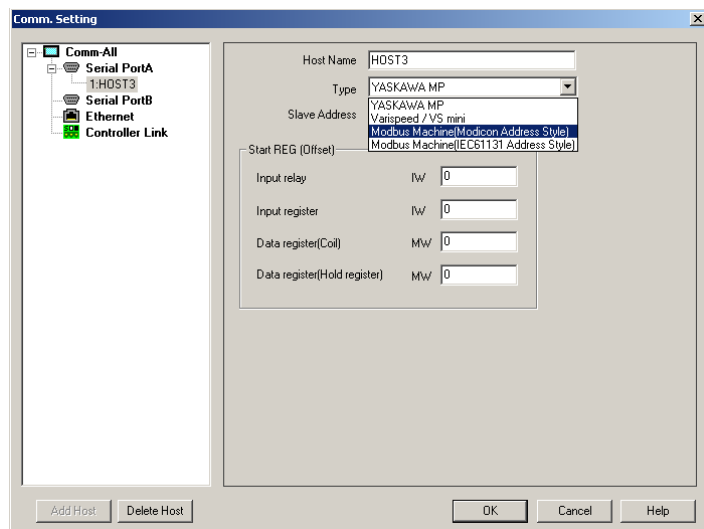 Comm. Setting
Comm-All
Serial PortA
1:HOST3
Serial PortB
Ethernet
Controller Link
Host Name HOST3
Type YASKAWA MP
YASKAWA MP
Varispeed / VS mini
Modbus Machine(Modicon Address Style)
Modbus Machine(IEC61131 Address Style)
Slave Address
Start REG (Offset)
Input relay IW 0
Input register IW 0
Data register(Coil) MW 0
Data register(Hold register) MW 0
Add Host Delete Host OK Cancel Help